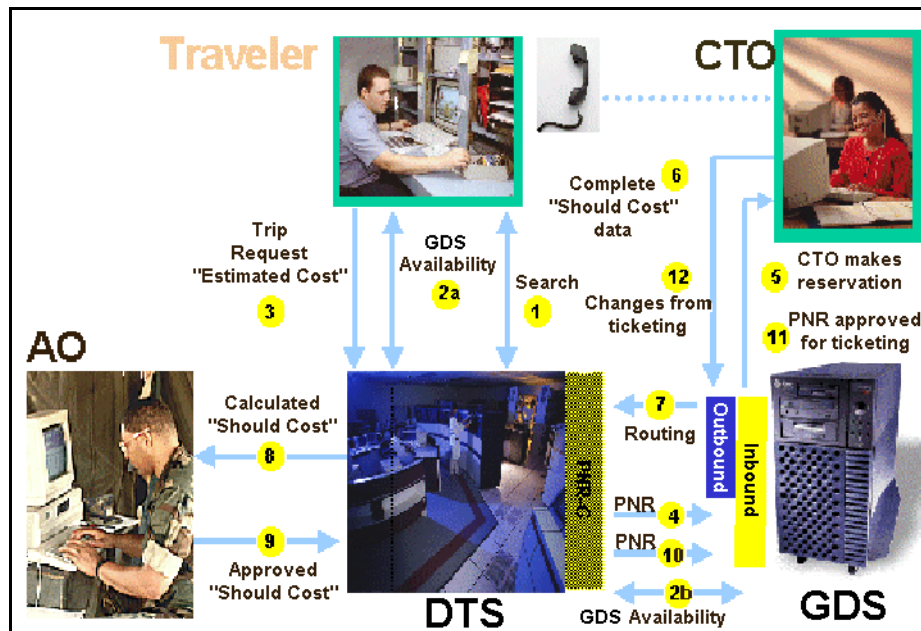 Traveler
CTO
Complete
"Should Cost"
data
6
Trip
Request
"Estimated Cost"
3
GDS
Availability
2a
Search
1
12
Changes from
ticketing
5
CTO makes
reservation
11
PNR approved
for ticketing
AO
Calculated
"Should Cost"
8
9
Approved
"Should Cost"
PNR-G
7
Routing
Outbound
Inbound
PNR
4
PNR
10
2b
GDS Availability
DTS
GDS